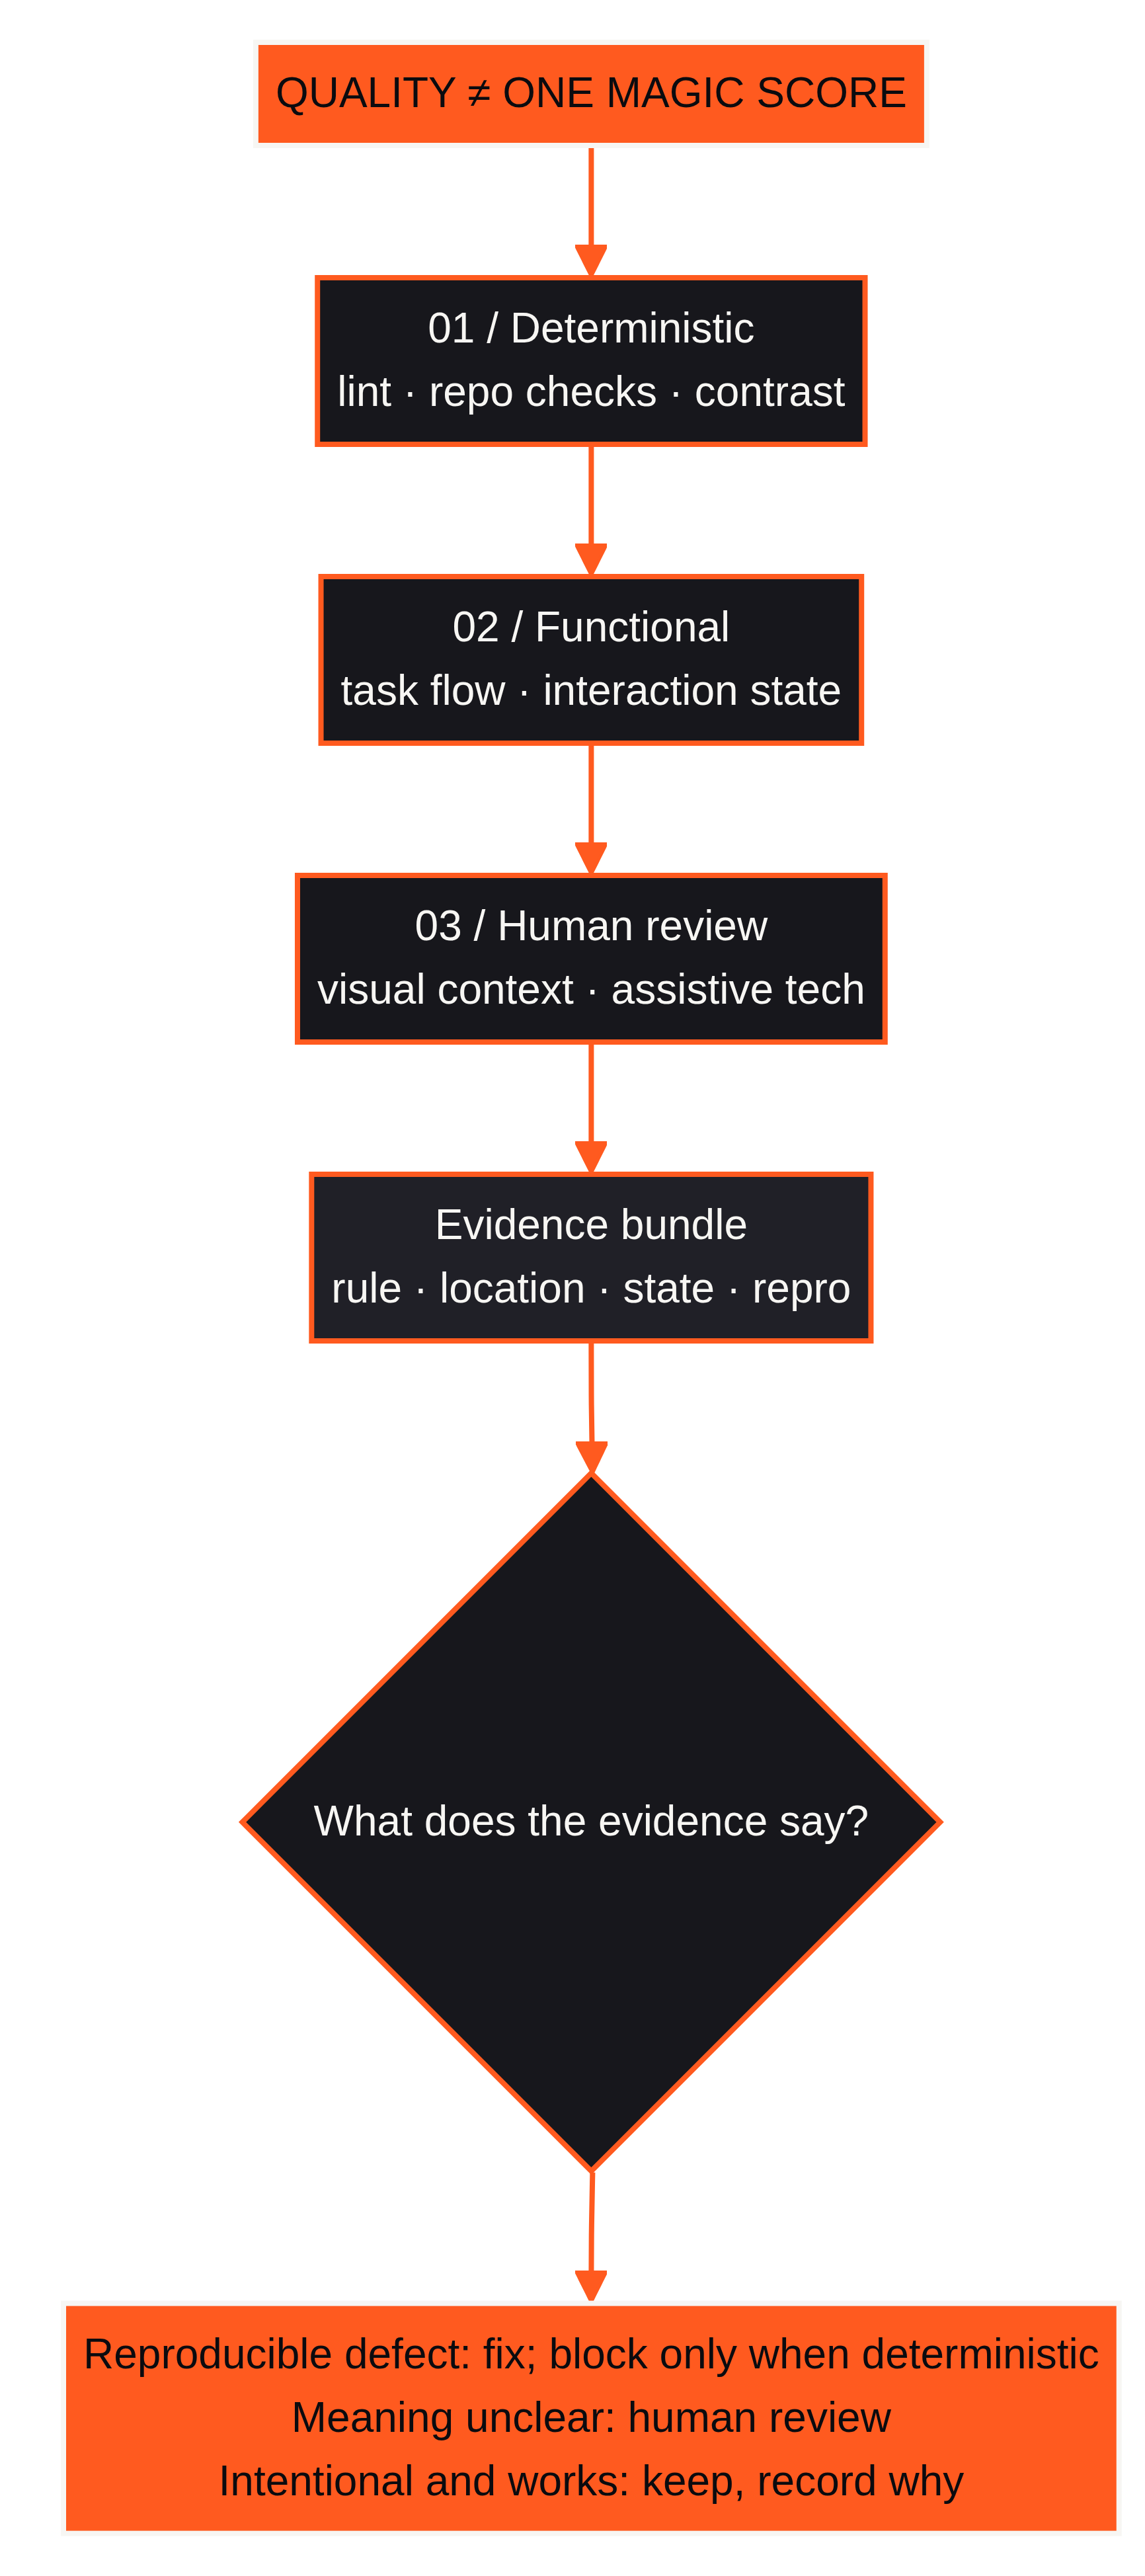 QUALITY ≠ ONE MAGIC SCORE
01 / Deterministic
lint · repo checks · contrast
02 / Functional
task flow · interaction state
03 / Human review
visual context · assistive tech
Evidence bundle
rule · location · state · repro
What does the evidence say?
Reproducible defect: fix; block only when deterministic
Meaning unclear: human review
Intentional and works: keep, record why